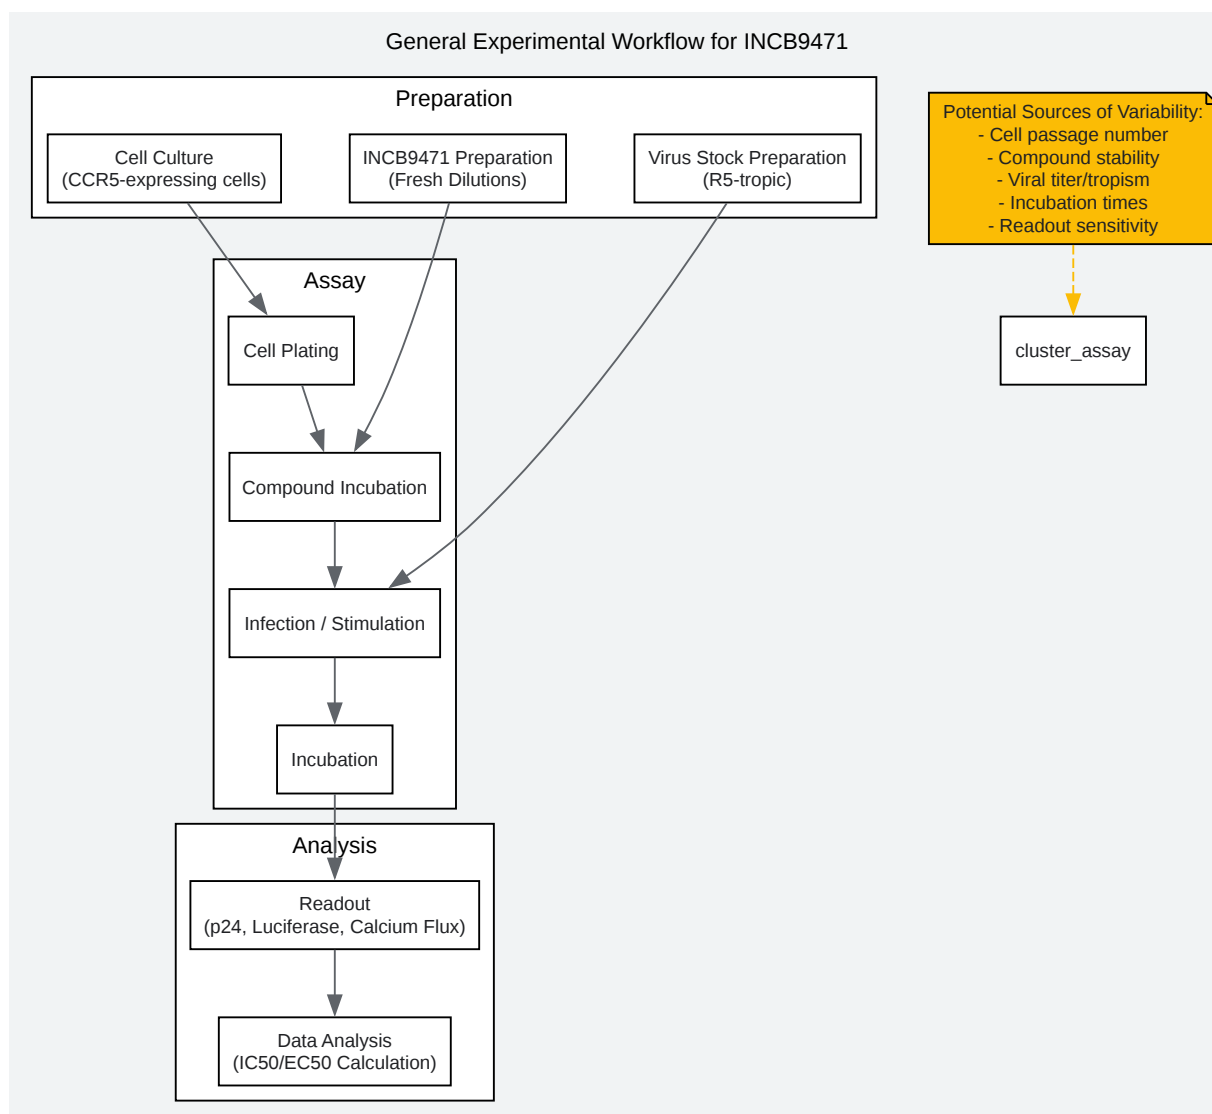 General Experimental Workflow for INCB9471
Preparation
Cell Culture
(CCR5-expressing cells)
INCB9471 Preparation
(Fresh Dilutions)
Virus Stock Preparation
(R5-tropic)
Potential Sources of Variability:
- Cell passage number
- Compound stability
- Viral titer/tropism
- Incubation times
- Readout sensitivity
cluster_assay
Assay
Cell Plating
Compound Incubation
Infection / Stimulation
Incubation
Analysis
Readout
(p24, Luciferase, Calcium Flux)
Data Analysis
(IC50/EC50 Calculation)